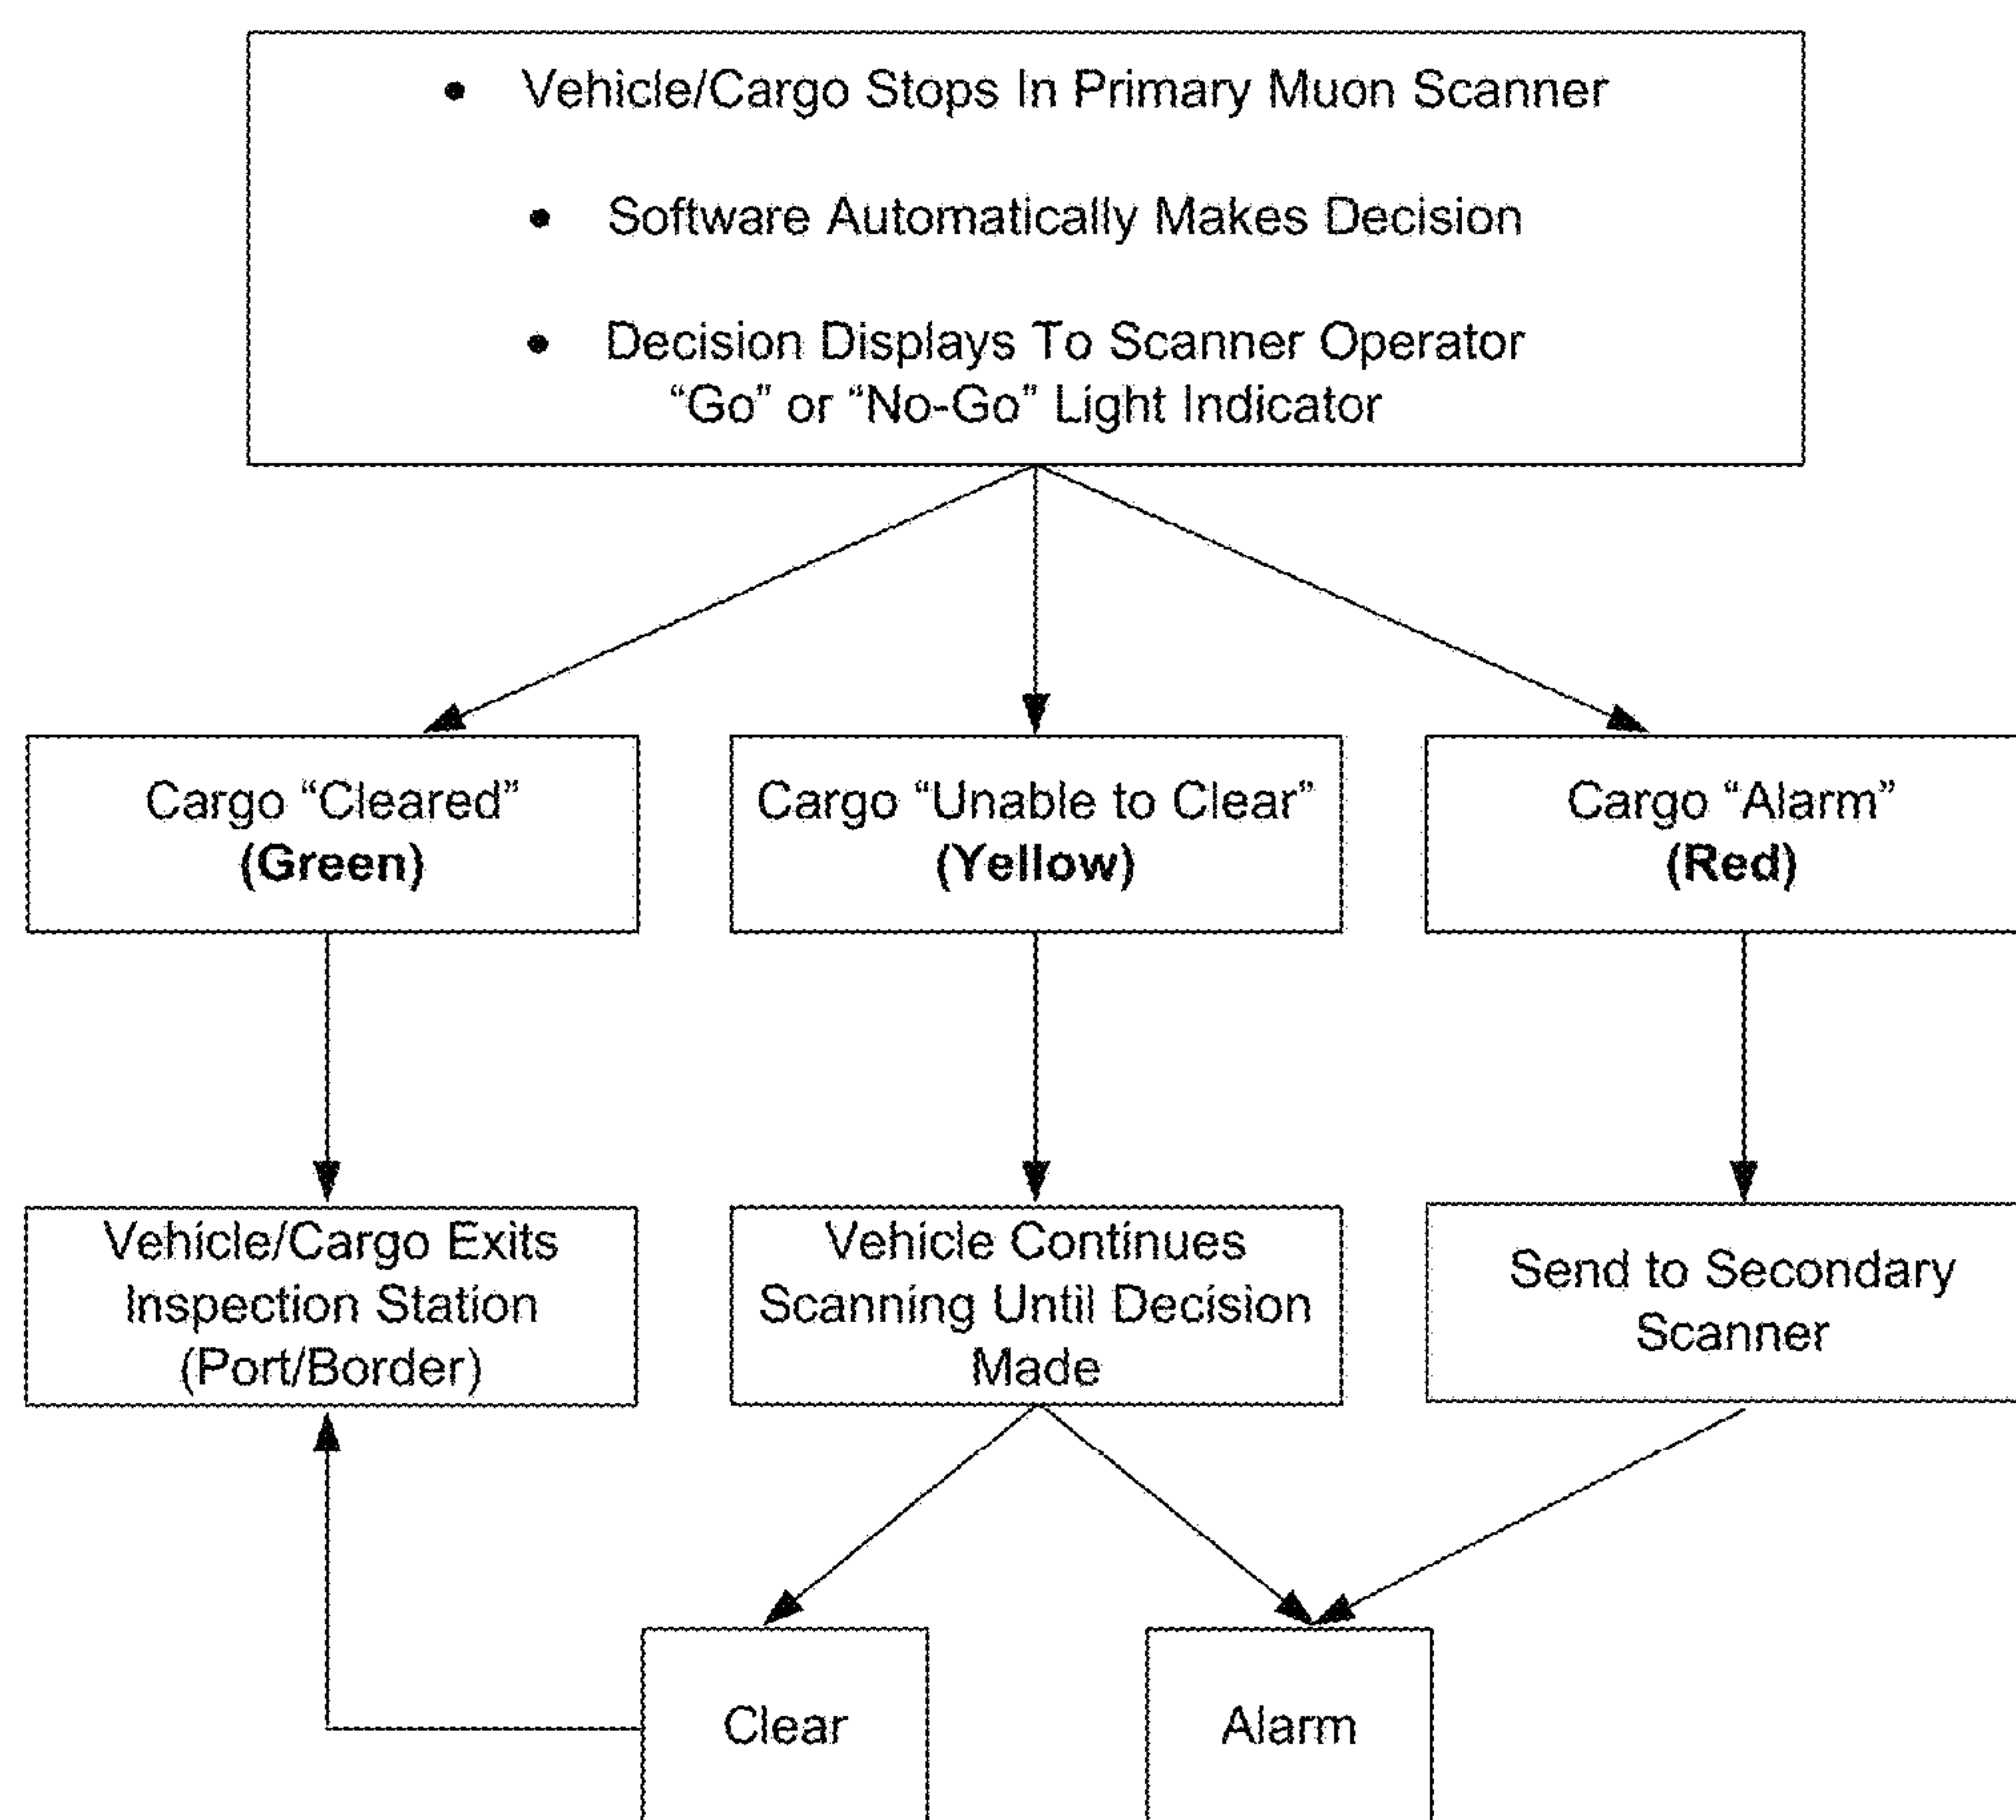 • Vehicle/Cargo Stops In Primary Muon Scanner
• Software Automatically Makes Decision
• Decision Displays To Scanner Operator
“Go” or “No-Go” Light Indicator
Cargo “Cleared”
(Green)
Cargo “Unable to Clear”
(Yellow)
Cargo “Alarm”
(Red)
Vehicle/Cargo Exits
Inspection Station
(Port/Border)
Vehicle Continues
Scanning Until Decision
Made
Send to Secondary
Scanner
Clear
Alarm